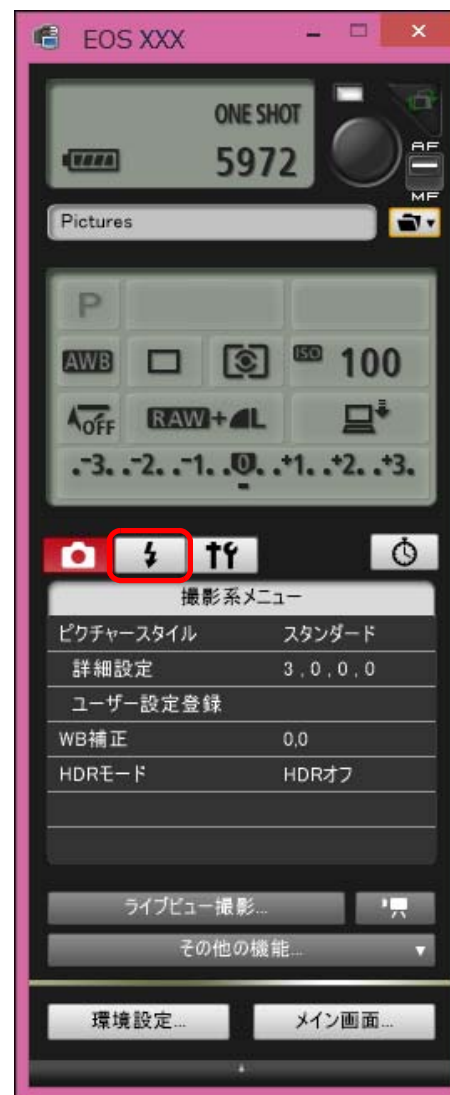 EOS XXX
ONE SHOT
5972
AF
MF
Pictures
P
AWB
ISO 100
OFF RAW+L
.-3. .-2. .-1. .0. .+1. .+2. .+3.
撮影系メニュー
ピクチャースタイル スタンダード
詳細設定 3,0,0,0
ユーザー設定登録
WB補正 0,0
HDRモード HDRオフ
ライブビュー撮影...
その他の機能...
環境設定... メイン画面...